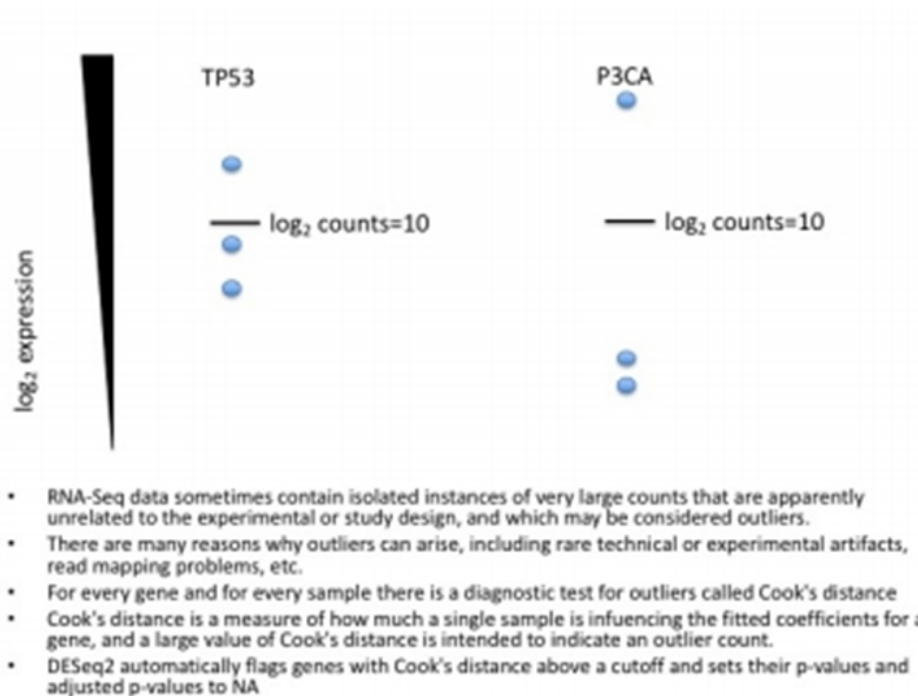 TP53
P3CA
log₂ counts=10
log₂ counts=10
log₂ expression
• RNA-Seq data sometimes contain isolated instances of very large counts that are apparently
unrelated to the experimental or study design, and which may be considered outliers.
• There are many reasons why outliers can arise, including rare technical or experimental artifacts,
read mapping problems, etc.
• For every gene and for every sample there is a diagnostic test for outliers called Cook's distance
• Cook's distance is a measure of how much a single sample is infuencing the fitted coefficients for a
gene, and a large value of Cook's distance is intended to indicate an outlier count.
• DESeq2 automatically flags genes with Cook's distance above a cutoff and sets their p-values and
adjusted p-values to NA